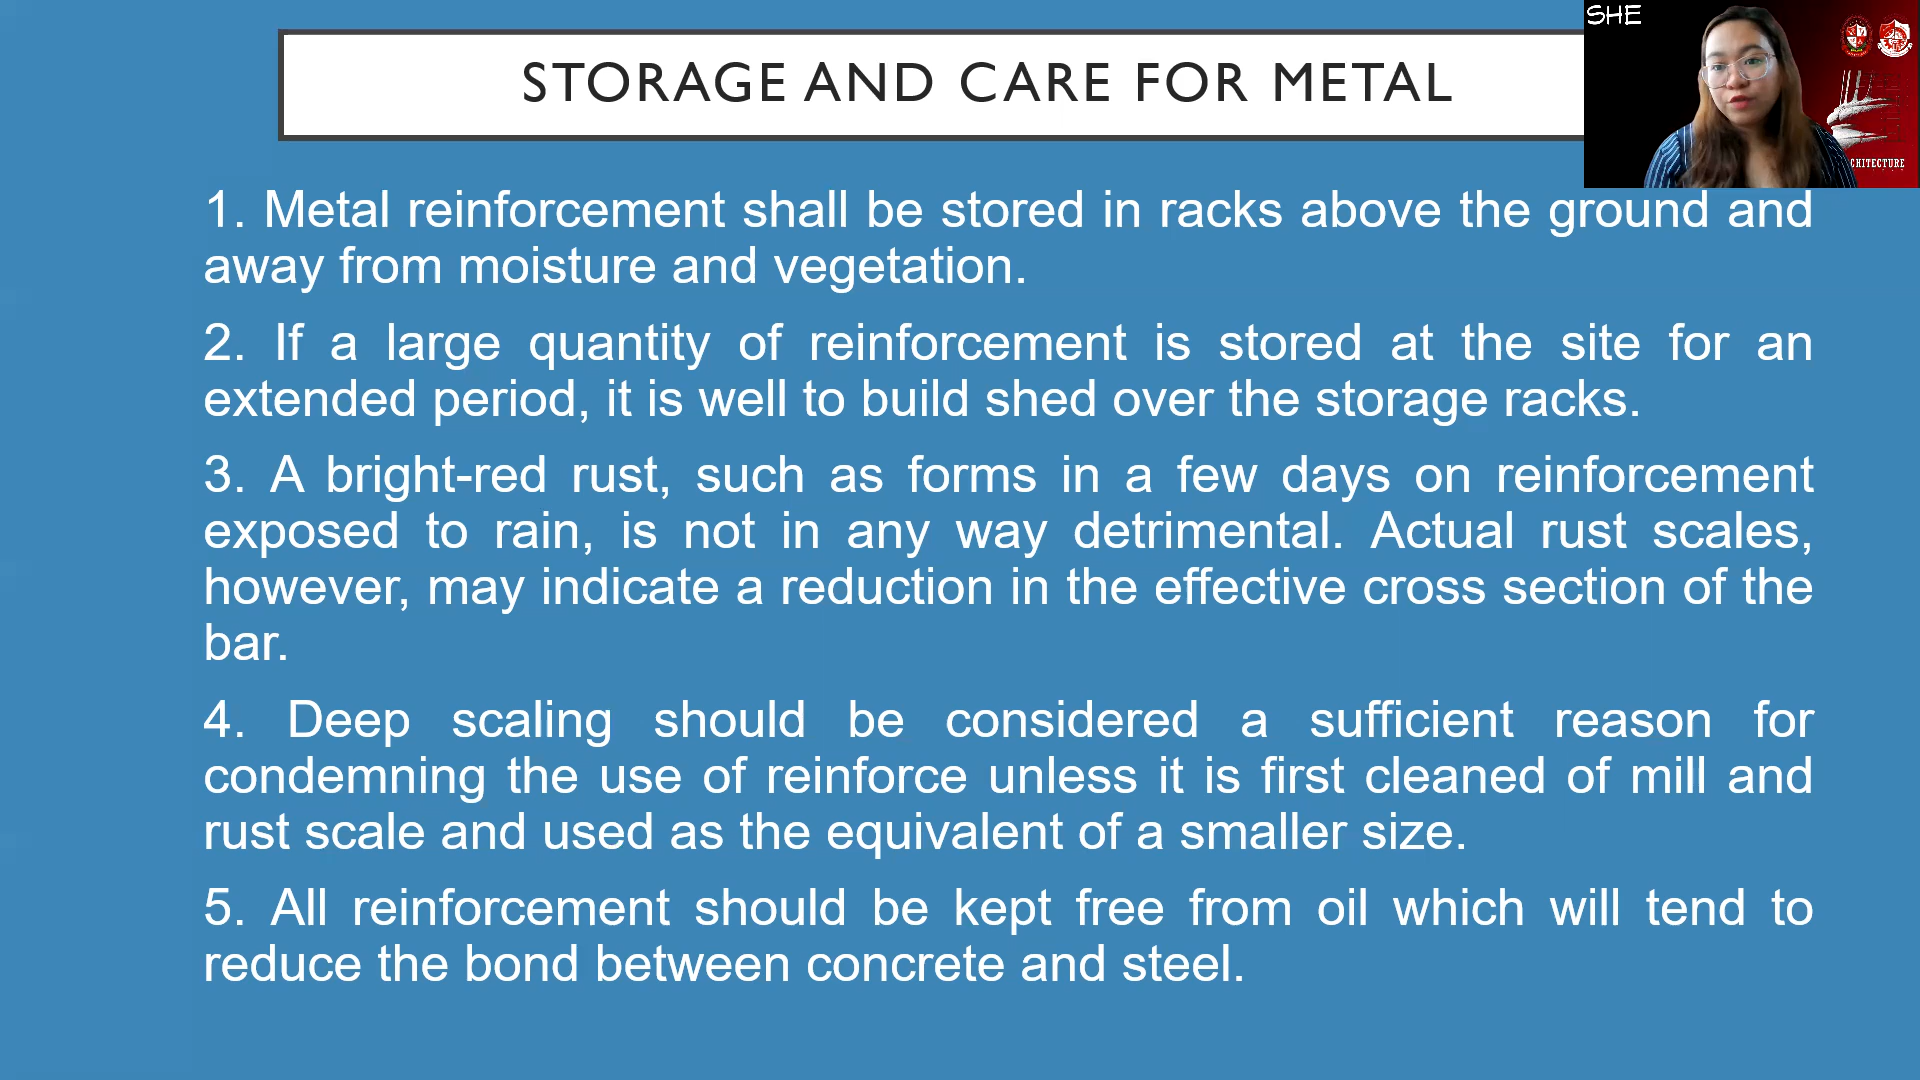 SHE
STORAGE AND CARE FOR METAL
CHITECTURE
1. Metal reinforcement shall be stored in racks above the ground and
away from moisture and vegetation.
2. If a large quantity of reinforcement is stored at the site for an
extended period, it is well to build shed over the storage racks.
3. A bright-red rust, such as forms in a few days on reinforcement
exposed to rain, is not in any way detrimental. Actual rust scales,
however, may indicate a reduction in the effective cross section of the
bar.
4. Deep scaling should be considered a sufficient reason for
condemning the use of reinforce unless it is first cleaned of mill and
rust scale and used as the equivalent of a smaller size.
5. All reinforcement should be kept free from oil which will tend to
reduce the bond between concrete and steel.